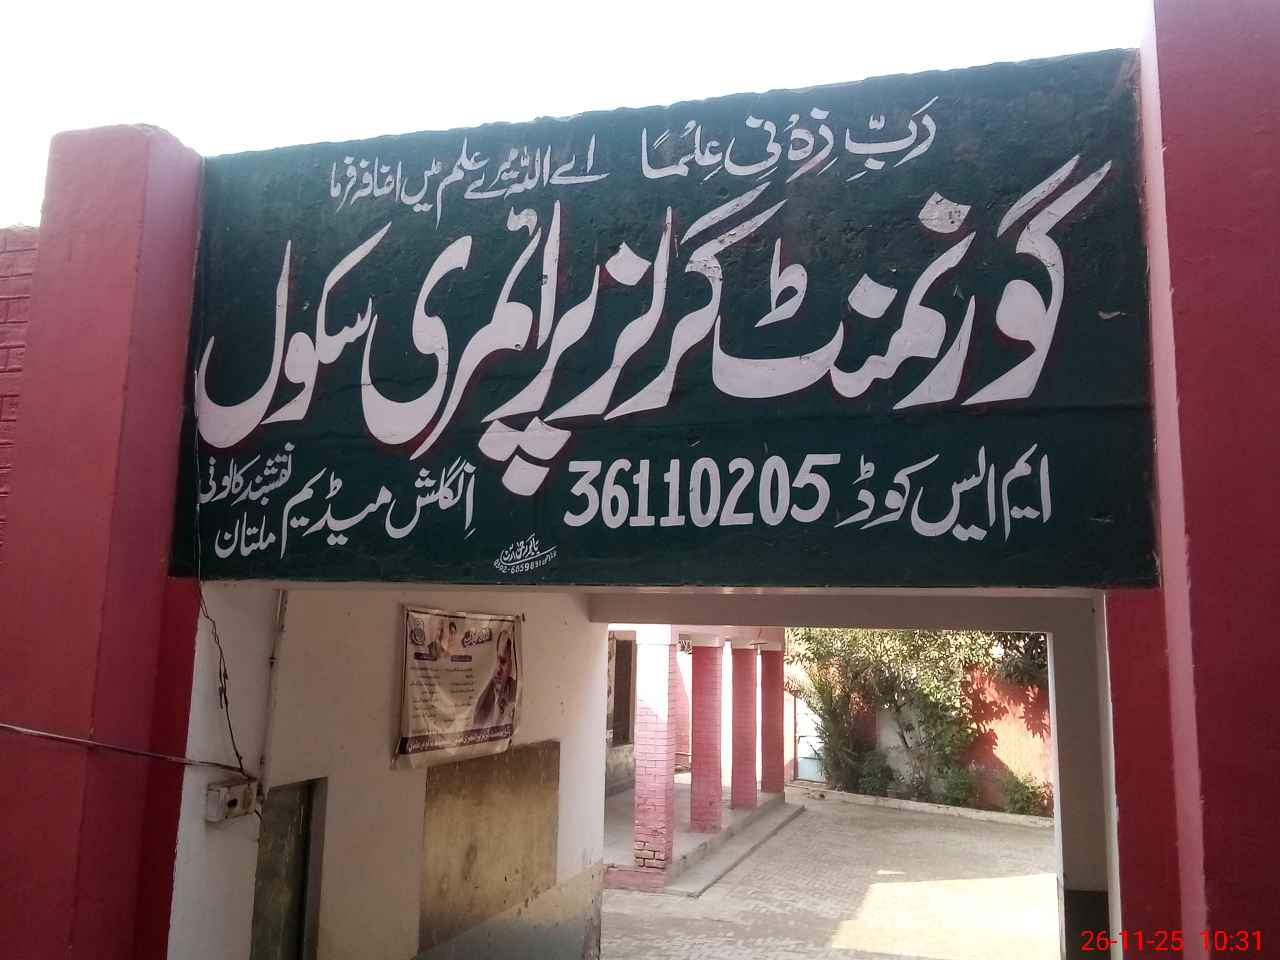 رَبِّ زِدْنِی عِلْمًا اے اللہ میرے علم میں اضافہ فرما
گورنمنٹ گرلز پرائمری سکول
ایم ایس کوڈ 36110205 اِنگلش میڈیم نقشبند کالونی ملتان
26-11-25 10:31